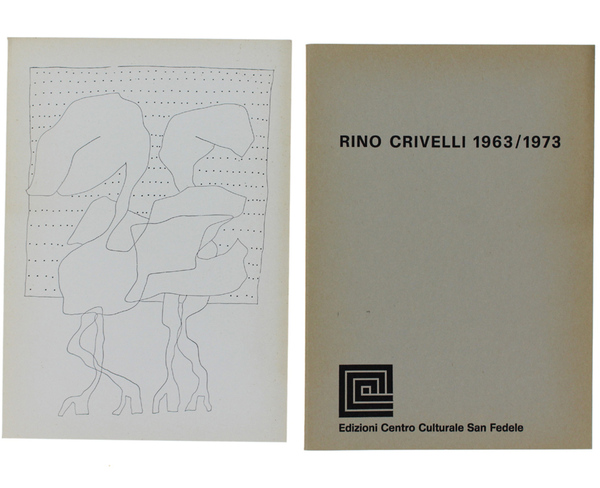 RINO CRIVELLI 1963/1973
Edizioni Centro Culturale San Fedele